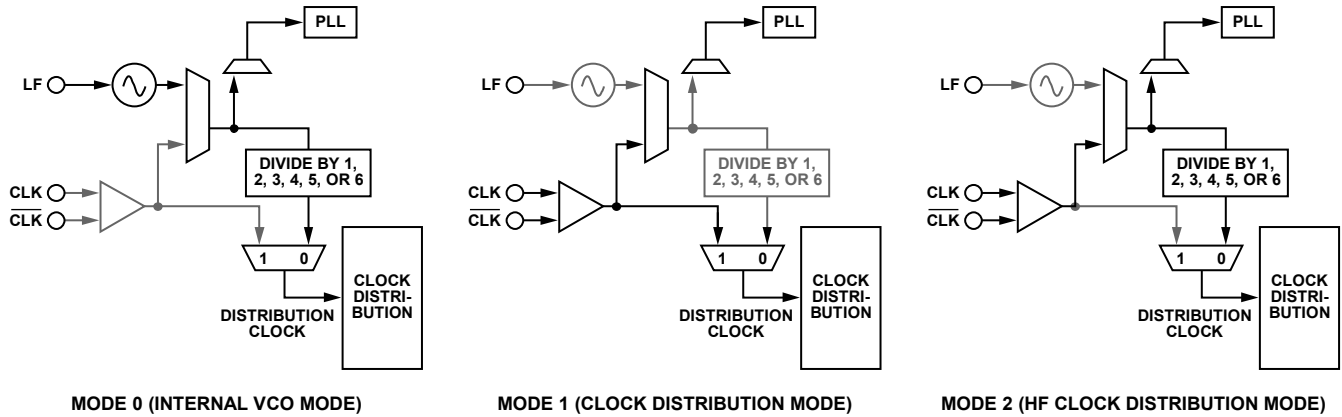 PLL
LF
DIVIDE BY 1,
2, 3, 4, 5, OR 6
CLK
CLK
1 0
CLOCK
DISTRI-
BUTION
DISTRIBUTION
CLOCK
MODE 0 (INTERNAL VCO MODE)
PLL
LF
DIVIDE BY 1,
2, 3, 4, 5, OR 6
CLK
CLK
1 0
CLOCK
DISTRI-
BUTION
DISTRIBUTION
CLOCK
MODE 1 (CLOCK DISTRIBUTION MODE)
PLL
LF
DIVIDE BY 1,
2, 3, 4, 5, OR 6
CLK
CLK
1 0
CLOCK
DISTRI-
BUTION
DISTRIBUTION
CLOCK
MODE 2 (HF CLOCK DISTRIBUTION MODE)